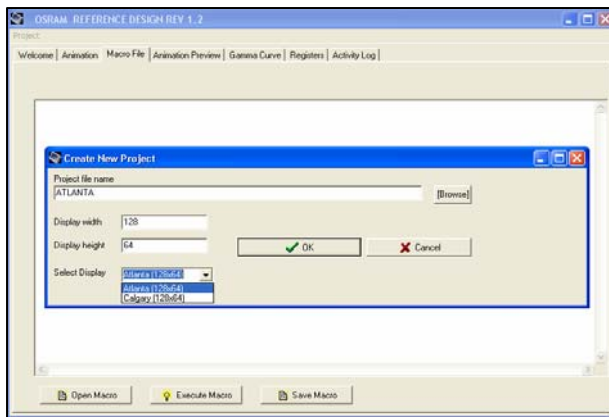 OSRAM REFERENCE DESIGN REV 1.2
Project
Welcome Animation Macro File Animation Preview Gamma Curve Registers Activity Log
Create New Project
Project file name
ATLANTA
[Browse]
Display width 128
Display height 64
OK Cancel
Select Display Atlanta (128x64)
Atlanta (128x64)
Calgary (128x64)
Open Macro Execute Macro Save Macro